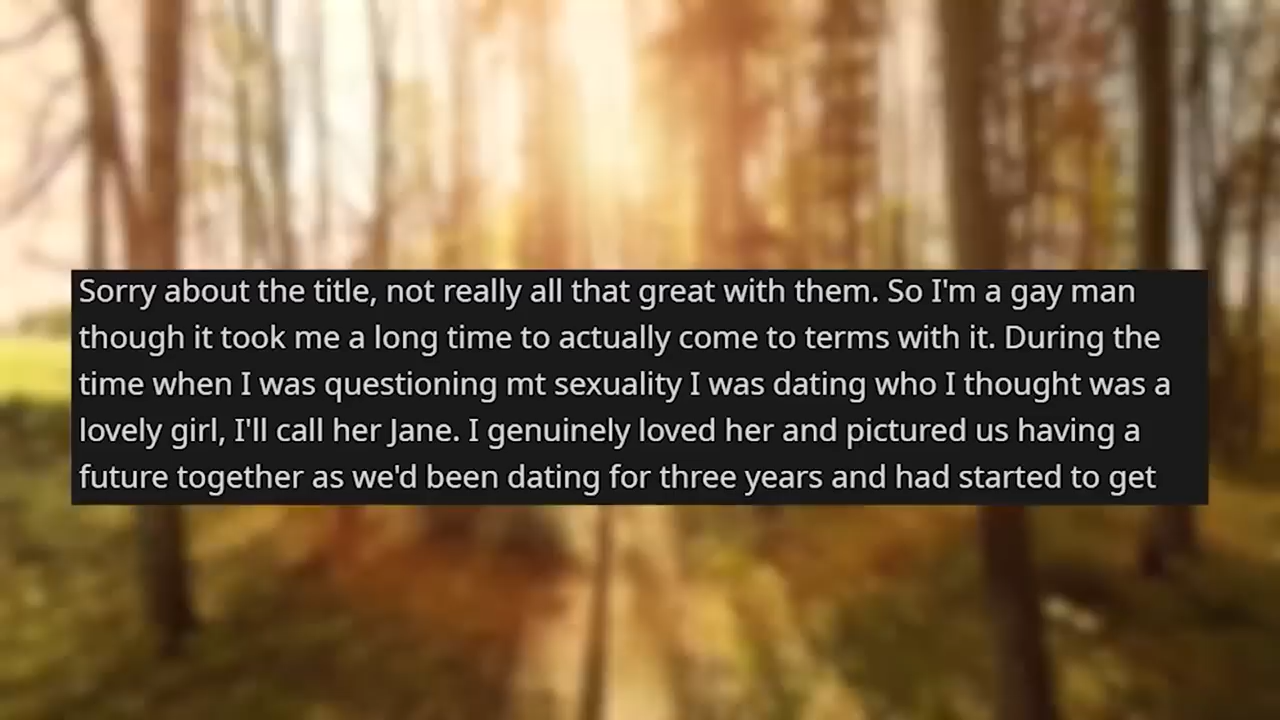 Sorry about the title, not really all that great with them. So I'm a gay man
though it took me a long time to actually come to terms with it. During the
time when I was questioning mt sexuality I was dating who I thought was a
lovely girl, I'll call her Jane. I genuinely loved her and pictured us having a
future together as we'd been dating for three years and had started to get